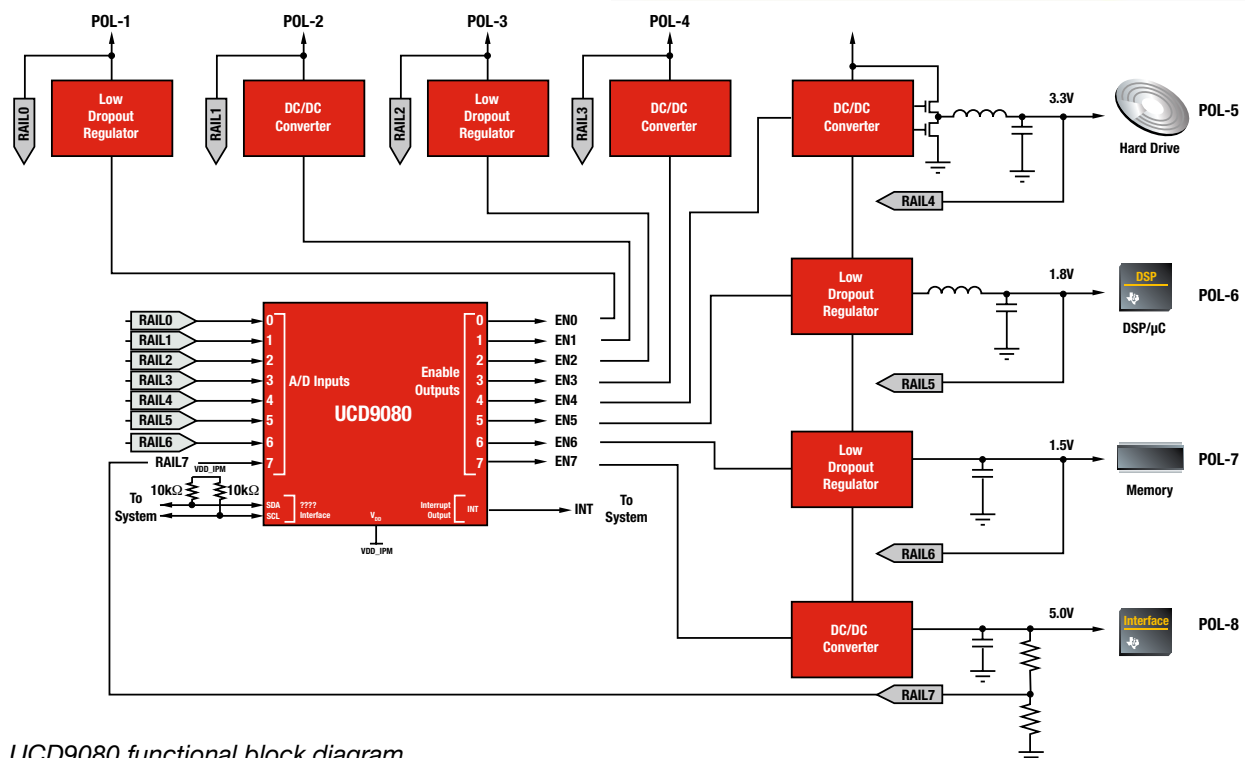 POL-1
POL-2
POL-3
POL-4
RAIL0
Low
Dropout
Regulator
RAIL1
DC/DC
Converter
RAIL2
Low
Dropout
Regulator
RAIL3
DC/DC
Converter
DC/DC
Converter
3.3V
Hard Drive
POL-5
RAIL4
Low
Dropout
Regulator
1.8V
DSP
DSP/µC
POL-6
RAIL5
Low
Dropout
Regulator
1.5V
Memory
POL-7
RAIL6
DC/DC
Converter
5.0V
Interface
POL-8
RAIL7
RAIL0
RAIL1
RAIL2
RAIL3
RAIL4
RAIL5
RAIL6
RAIL7
VDD_IPM
10kΩ
10kΩ
To
System
0
1
2
3
4
5
6
7
A/D Inputs
UCD9080
Enable
Outputs
0
1
2
3
4
5
6
7
SDA
SCL
????
Interface
VCC
Interrupt
Output
INT
VDD_IPM
EN0
EN1
EN2
EN3
EN4
EN5
EN6
EN7
INT
To
System
UCD9080 functional block diagram